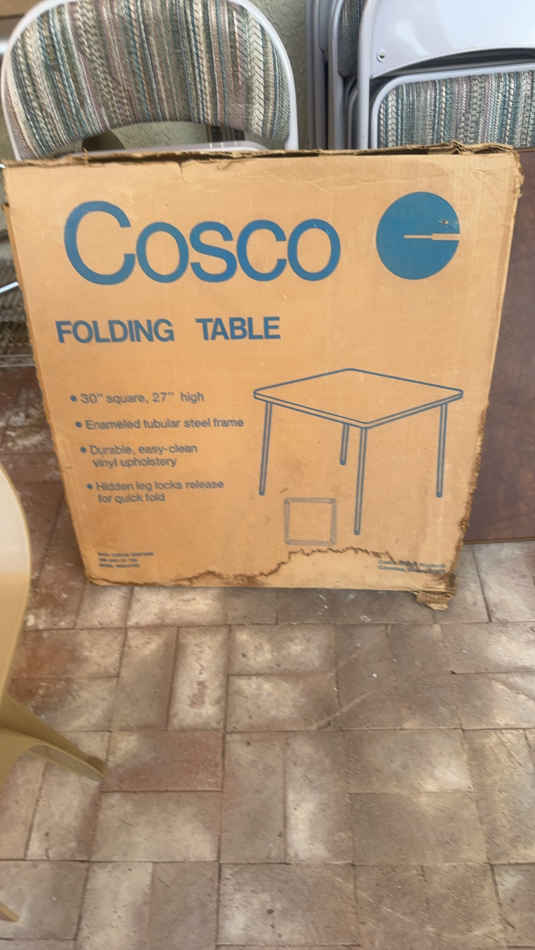 Cosco
FOLDING TABLE
• 30" square, 27" high
• Enameled tubular steel frame
• Durable, easy-clean
vinyl upholstery
• Hidden leg locks release
for quick fold